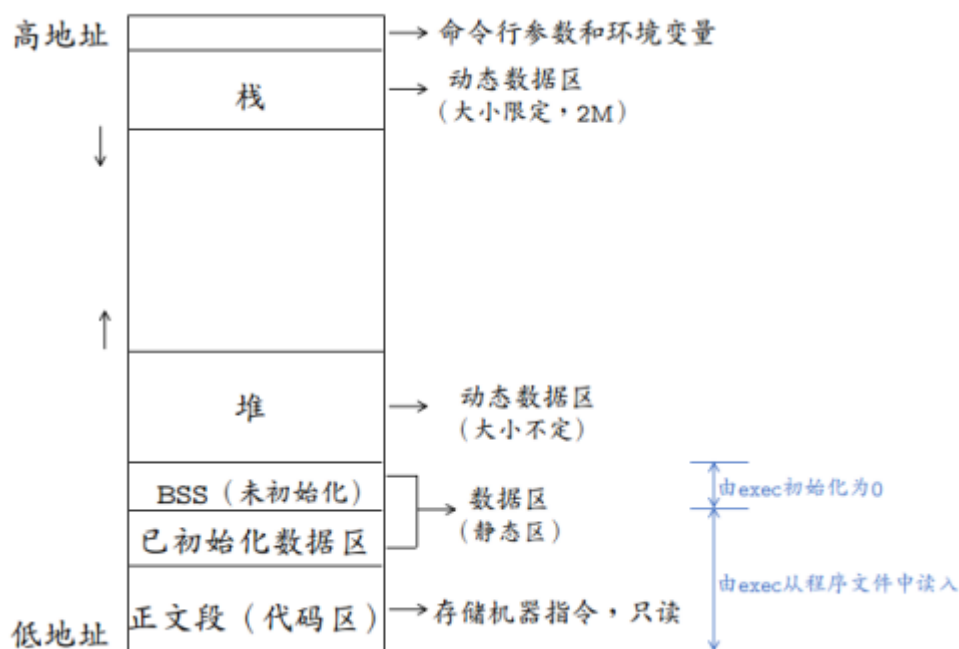 高地址
命令行参数和环境变量
栈
动态数据区
（大小限定，2M）
堆
动态数据区
（大小不定）
BSS（未初始化）
数据区
（静态区）
由exec初始化为0
已初始化数据区
由exec从程序文件中读入
正文段（代码区）
存储机器指令，只读
低地址